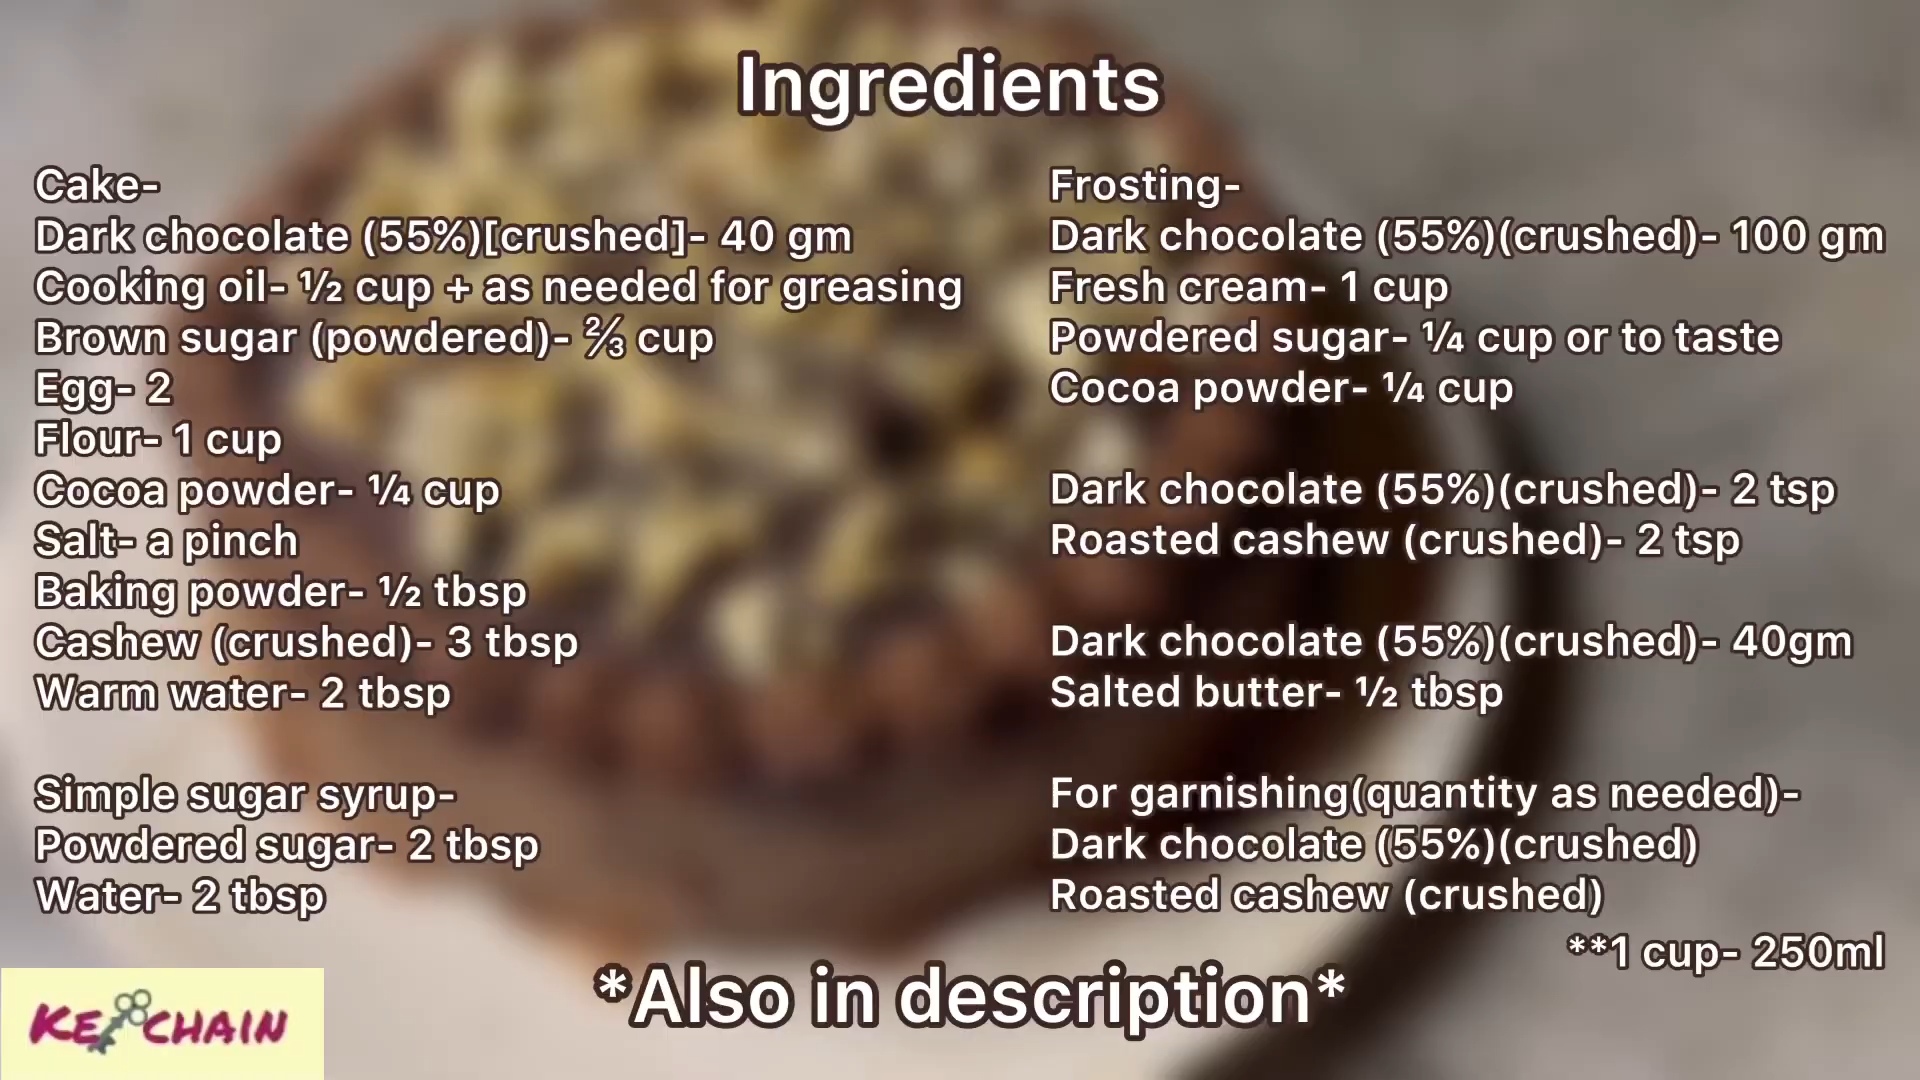 Ingredients
Cake-
Dark chocolate (55%)[crushed]- 40 gm
Cooking oil- ½ cup + as needed for greasing
Brown sugar (powdered)- ⅔ cup
Egg- 2
Flour- 1 cup
Cocoa powder- ¼ cup
Salt- a pinch
Baking powder- ½ tbsp
Cashew (crushed)- 3 tbsp
Warm water- 2 tbsp
Simple sugar syrup-
Powdered sugar- 2 tbsp
Water- 2 tbsp
Frosting-
Dark chocolate (55%)(crushed)- 100 gm
Fresh cream- 1 cup
Powdered sugar- ¼ cup or to taste
Cocoa powder- ¼ cup
Dark chocolate (55%)(crushed)- 2 tsp
Roasted cashew (crushed)- 2 tsp
Dark chocolate (55%)(crushed)- 40gm
Salted butter- ½ tbsp
For garnishing(quantity as needed)-
Dark chocolate (55%)(crushed)
Roasted cashew (crushed)
**1 cup- 250ml
*Also in description*
KEYCHAIN